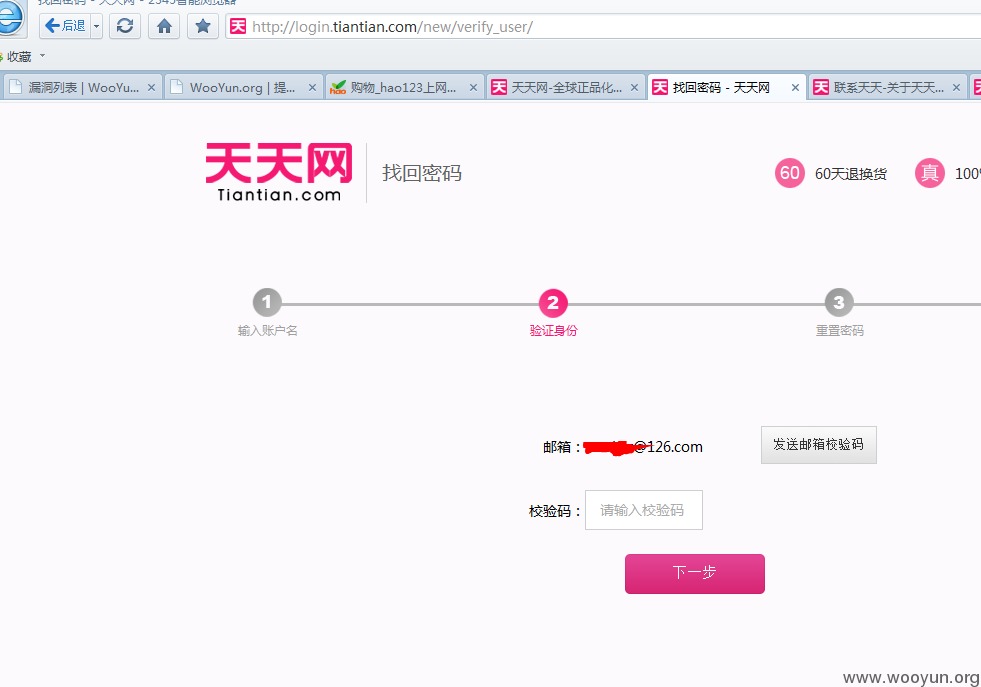 找回密码 - 天天网 - 2345智能浏览器
后退
天 http://login.tiantian.com/new/verify_user/
收藏
漏洞列表 | WooYu... WooYun.org | 提... 购物_hao123上网... 天天网-全球正品化... 找回密码 - 天天网 联系天天-关于天天...
天天网 找回密码 60 60天退换货 真 100%
Tiantian.com
1 2 3
输入账户名 验证身份 重置密码
邮箱： @126.com 发送邮箱校验码
校验码： 请输入校验码
下一步
www.wooyun.org